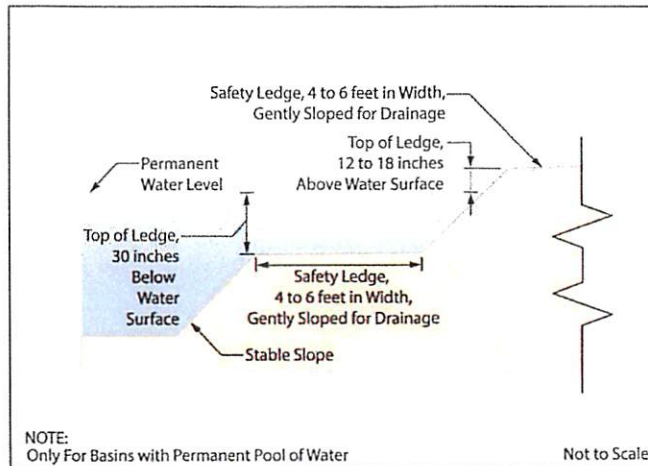 Safety Ledge, 4 to 6 feet in Width,
Gently Sloped for Drainage
Top of Ledge,
12 to 18 inches
Above Water Surface
Permanent
Water Level
Top of Ledge,
30 inches
Below
Water
Surface
Safety Ledge,
4 to 6 feet in Width,
Gently Sloped for Drainage
Stable Slope
NOTE:
Only For Basins with Permanent Pool of Water
Not to Scale